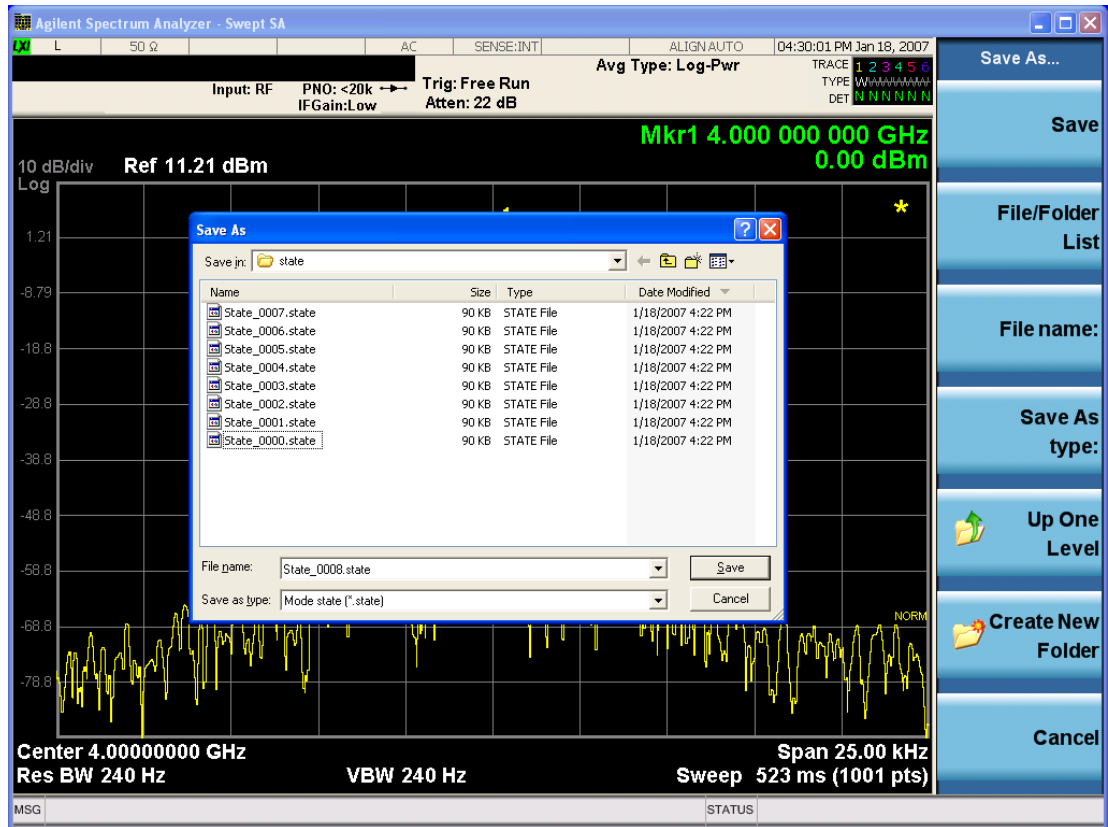 Agilent Spectrum Analyzer - Swept SA
LXI L 50 Ω AC SENSE:INT ALIGN AUTO 04:30:01 PM Jan 18, 2007
Input: RF
PNO: <20k
IFGain:Low
Trig: Free Run
Atten: 22 dB
Avg Type: Log-Pwr
TRACE 1 2 3 4 5 6
TYPE WWWWWW
DET N N N N N N
Mkr1 4.000 000 000 GHz
0.00 dBm
10 dB/div Ref 11.21 dBm
Log
1.21
-8.79
-18.8
-28.8
-38.8
-48.8
-58.8
-68.8
-78.8
*
Save As
Save in: state
Name Size Type Date Modified
State_0007.state 90 KB STATE File 1/18/2007 4:22 PM
State_0006.state 90 KB STATE File 1/18/2007 4:22 PM
State_0005.state 90 KB STATE File 1/18/2007 4:22 PM
State_0004.state 90 KB STATE File 1/18/2007 4:22 PM
State_0003.state 90 KB STATE File 1/18/2007 4:22 PM
State_0002.state 90 KB STATE File 1/18/2007 4:22 PM
State_0001.state 90 KB STATE File 1/18/2007 4:22 PM
State_0000.state 90 KB STATE File 1/18/2007 4:22 PM
File name: State_0008.state Save
Save as type: Mode state (*.state) Cancel
NORM
Center 4.00000000 GHz Span 25.00 kHz
Res BW 240 Hz VBW 240 Hz Sweep 523 ms (1001 pts)
MSG STATUS
Save As...
Save
File/Folder
List
File name:
Save As
type:
Up One
Level
Create New
Folder
Cancel